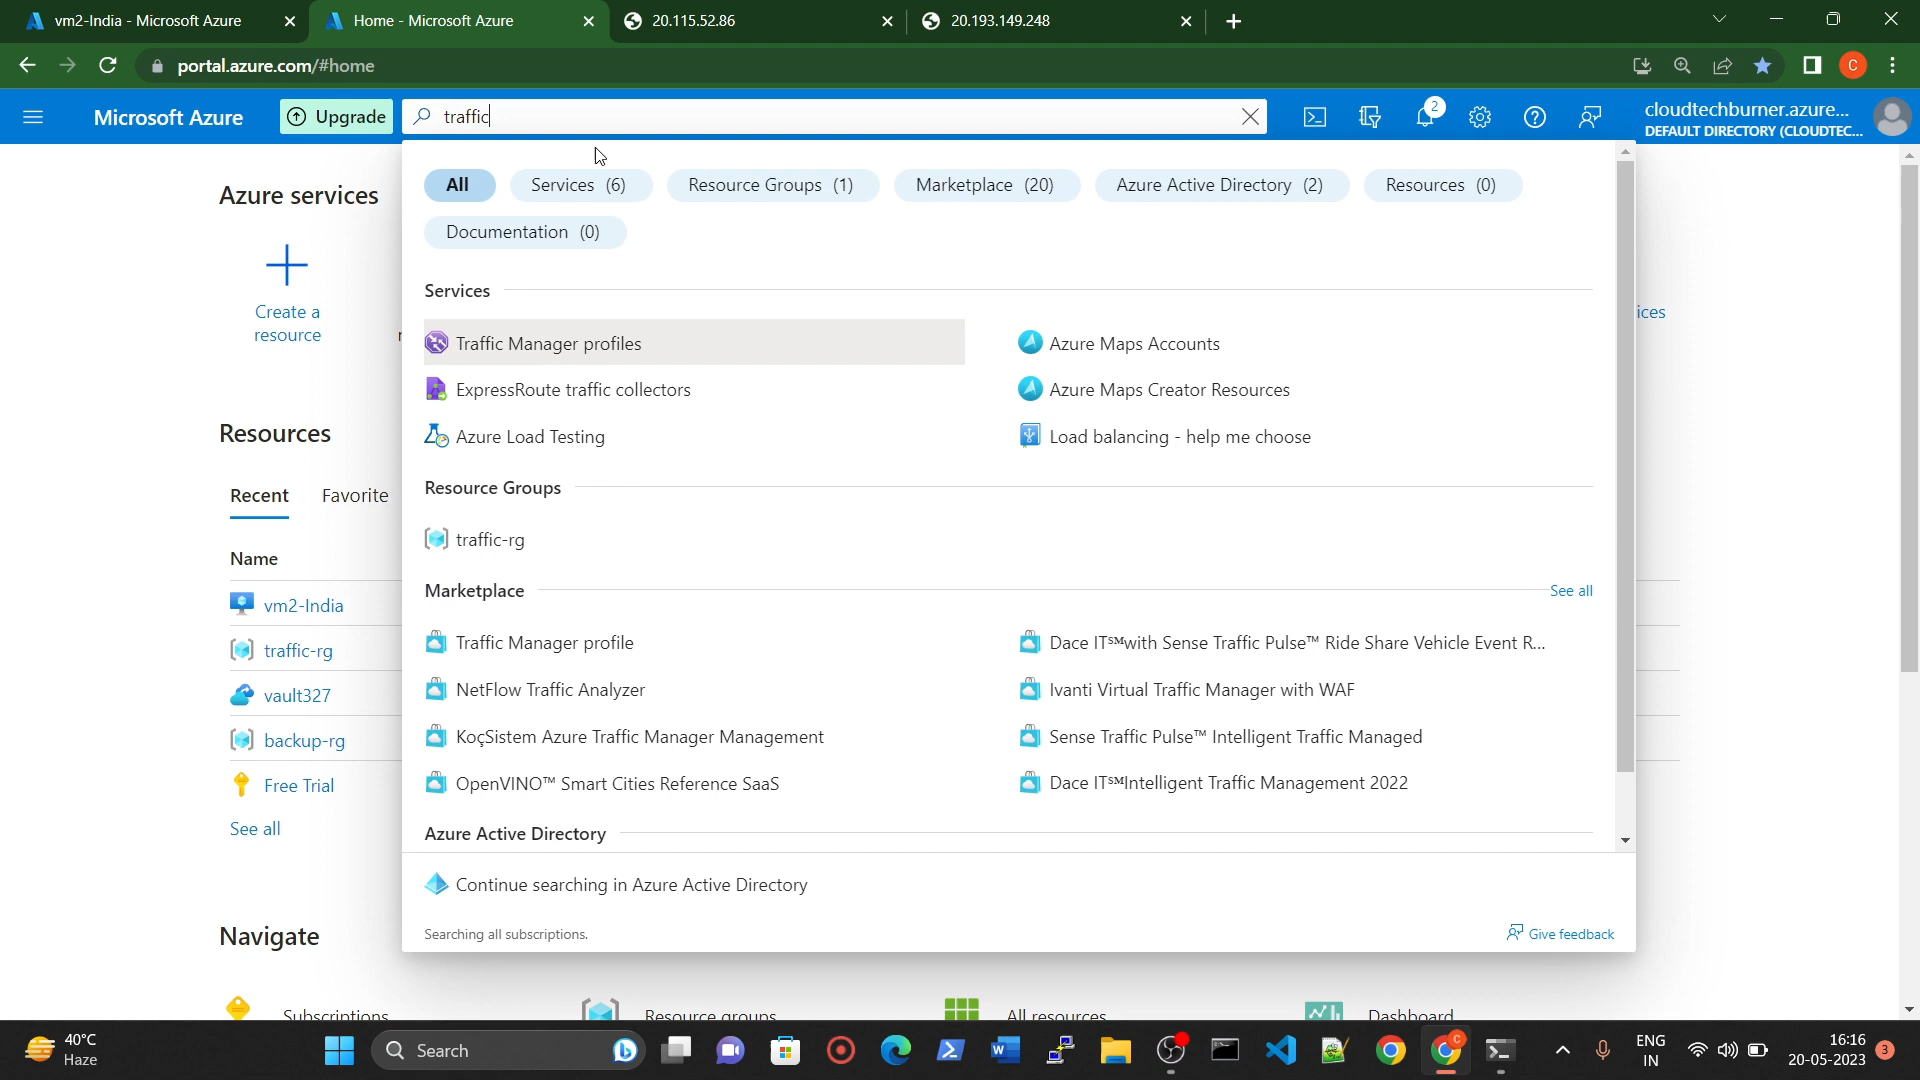 vm2-India - Microsoft Azure
Home - Microsoft Azure
20.115.52.86
20.193.149.248
portal.azure.com/#home
C
Microsoft Azure
Upgrade
traffic
2
cloudtechburner.azure...
DEFAULT DIRECTORY (CLOUDTEC...
Azure services
Create a
resource
ices
All
Services (6)
Resource Groups (1)
Marketplace (20)
Azure Active Directory (2)
Resources (0)
Documentation (0)
Services
Traffic Manager profiles
Azure Maps Accounts
ExpressRoute traffic collectors
Azure Maps Creator Resources
Azure Load Testing
Load balancing - help me choose
Resource Groups
traffic-rg
Marketplace
See all
Traffic Manager profile
Dace IT℠with Sense Traffic Pulse™ Ride Share Vehicle Event R...
NetFlow Traffic Analyzer
Ivanti Virtual Traffic Manager with WAF
KoçSistem Azure Traffic Manager Management
Sense Traffic Pulse™ Intelligent Traffic Managed
OpenVINO™ Smart Cities Reference SaaS
Dace IT℠Intelligent Traffic Management 2022
Azure Active Directory
Continue searching in Azure Active Directory
Searching all subscriptions.
Give feedback
Resources
Recent
Favorite
Name
vm2-India
traffic-rg
vault327
backup-rg
Free Trial
See all
Navigate
Subscriptions
Resource groups
All resources
Dashboard
40°C
Haze
Search
C
ENG
IN
16:16
20-05-2023
3